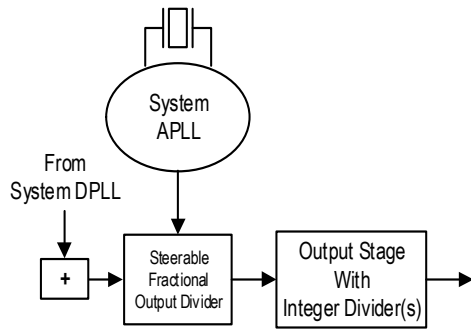 System
APLL
From
System DPLL
+
Steerable
Fractional
Output Divider
Output Stage
With
Integer Divider(s)